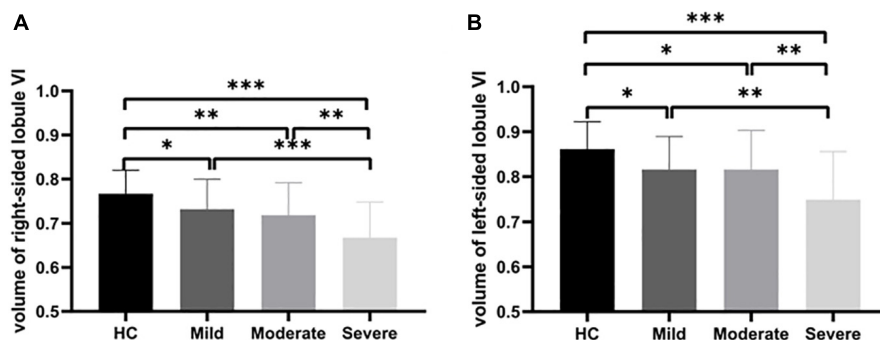 A
volume of right-sided lobule VI
1.0
0.9
0.8
0.7
0.6
0.5
***
**
**
*
***
HC
Mild
Moderate
Severe
B
volume of left-sided lobule VI
1.0
0.9
0.8
0.7
0.6
0.5
***
*
**
*
**
HC
Mild
Moderate
Severe